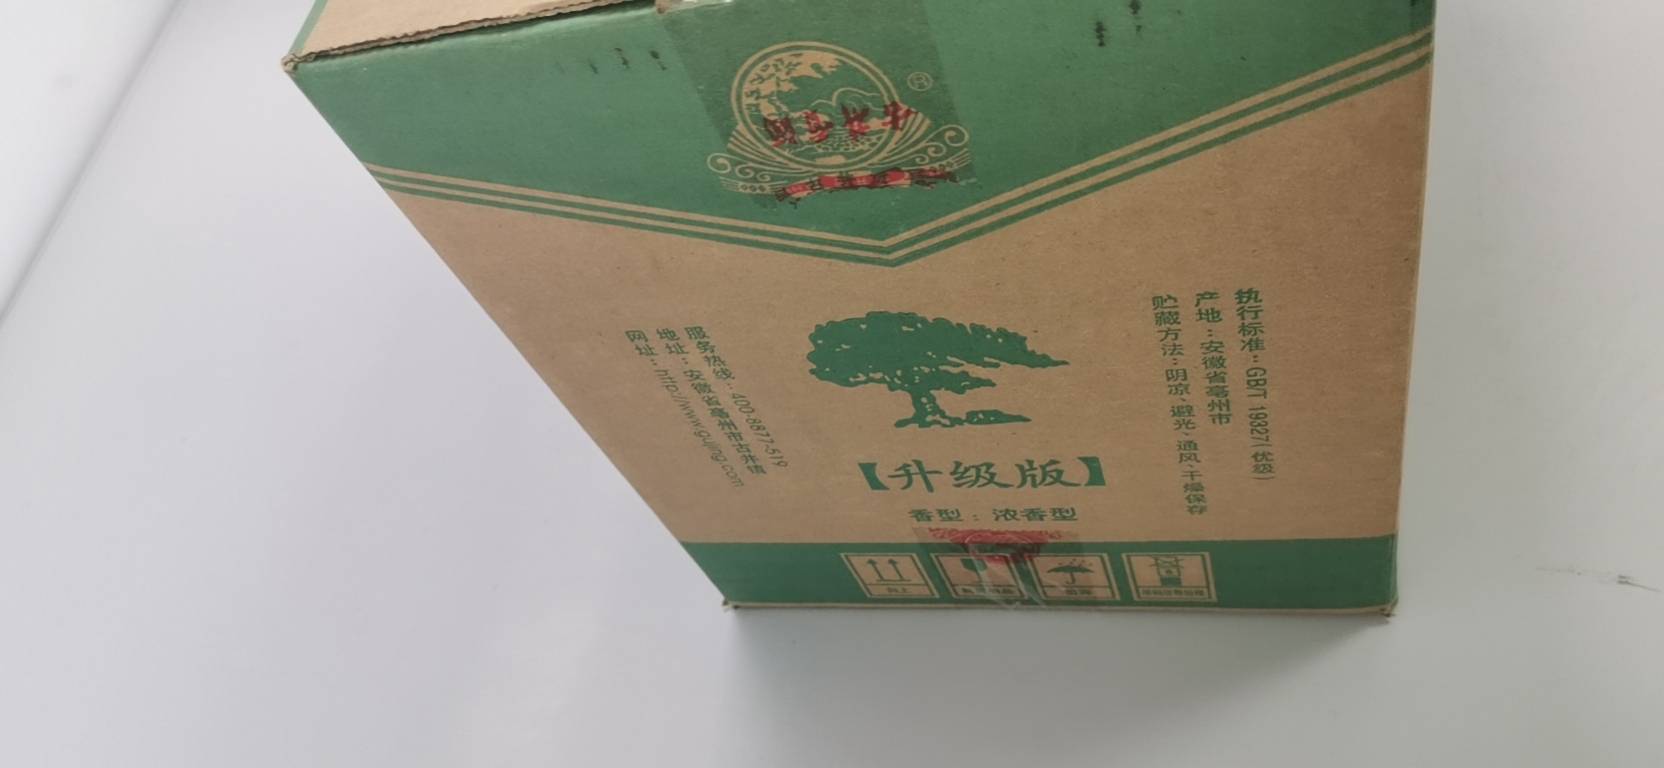 ®
服务热线：400-8877-519
地址：安徽省亳州市古井镇
网址：http://www.gujing.com
执行标准：GB/T 19327(优级)
产地：安徽省亳州市
贮藏方法：阴凉、避光、通风、干燥保存
【升级版】
香型：浓香型
向上